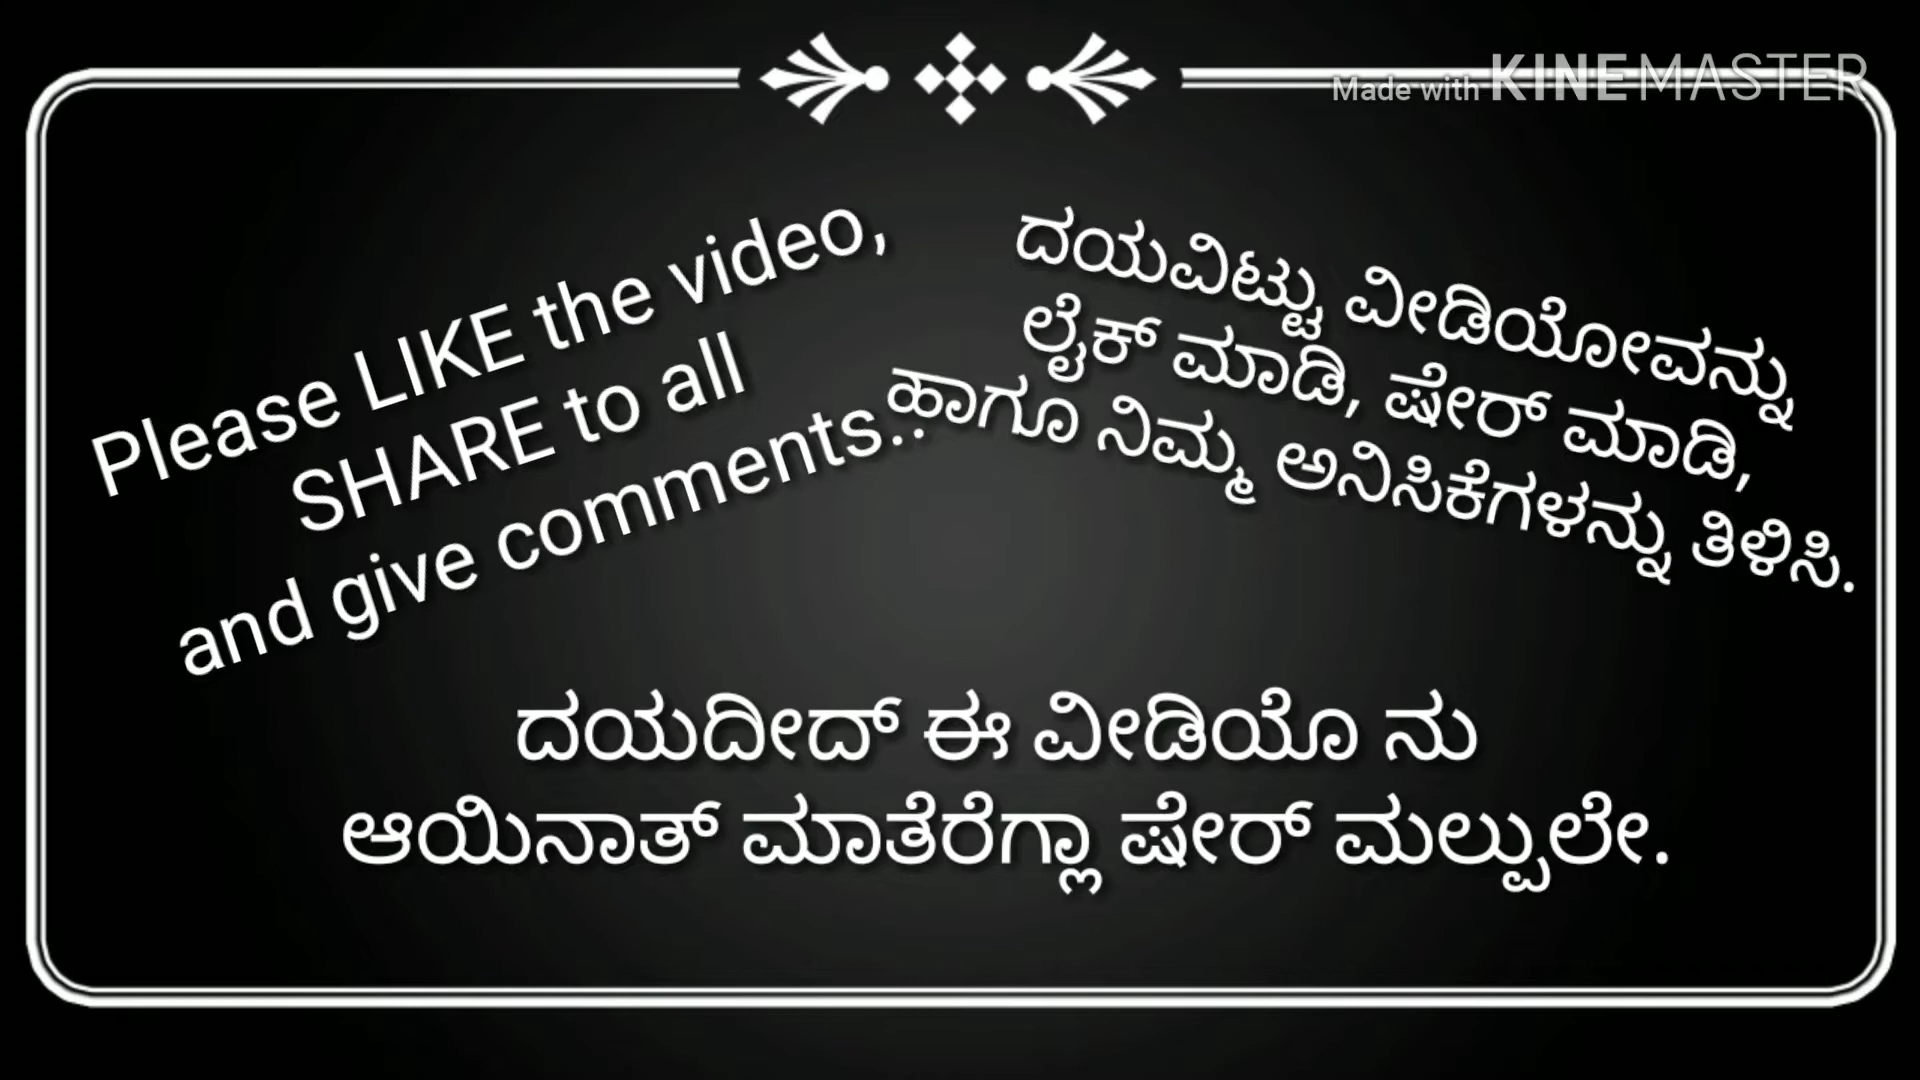 Made with KINEMASTER
Please LIKE the video,
SHARE to all
and give comments..
ದಯವಿಟ್ಟು ವೀಡಿಯೋವನ್ನು
ಲೈಕ್ ಮಾಡಿ, ಷೇರ್ ಮಾಡಿ,
ಹಾಗೂ ನಿಮ್ಮ ಅನಿಸಿಕೆಗಳನ್ನು ತಿಳಿಸಿ.
ದಯದೀದ್ ಈ ವೀಡಿಯೊ ನು
ಆಯಿನಾತ್ ಮಾತೆರೆಗ್ಲಾ ಷೇರ್ ಮಲ್ಪುಲೇ.